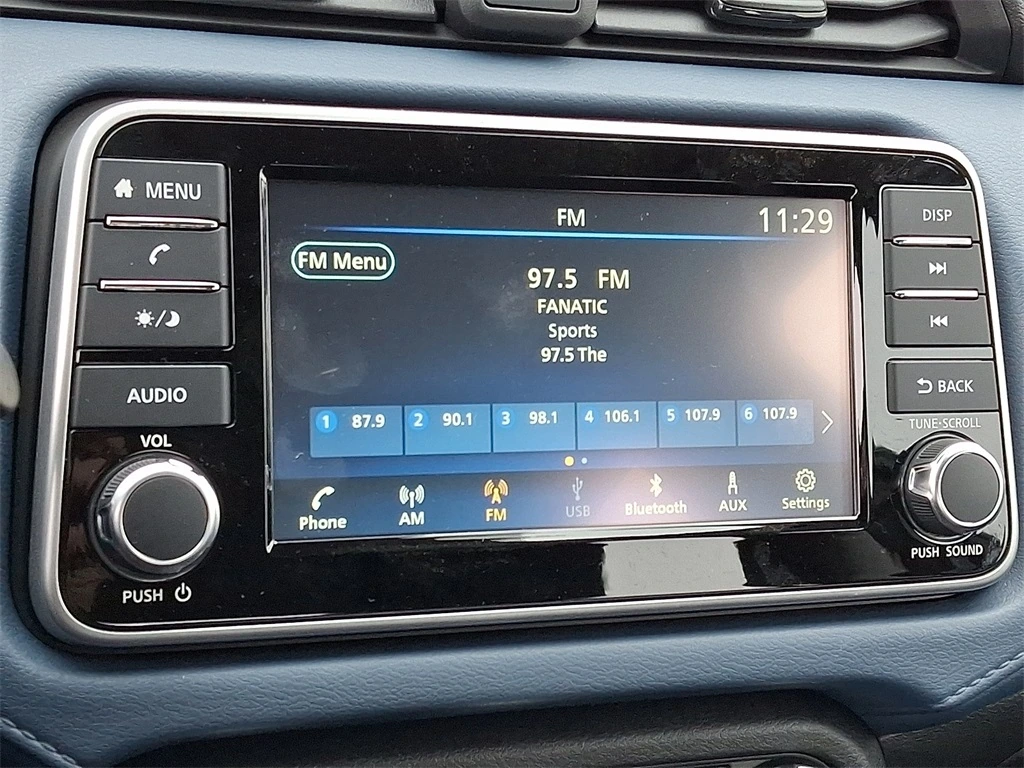 MENU
AUDIO
VOL
PUSH
FM
11:29
FM Menu
97.5 FM
FANATIC
Sports
97.5 The
1 87.9 2 90.1 3 98.1 4 106.1 5 107.9 6 107.9
Phone AM FM USB Bluetooth AUX Settings
DISP
BACK
TUNE·SCROLL
PUSH SOUND